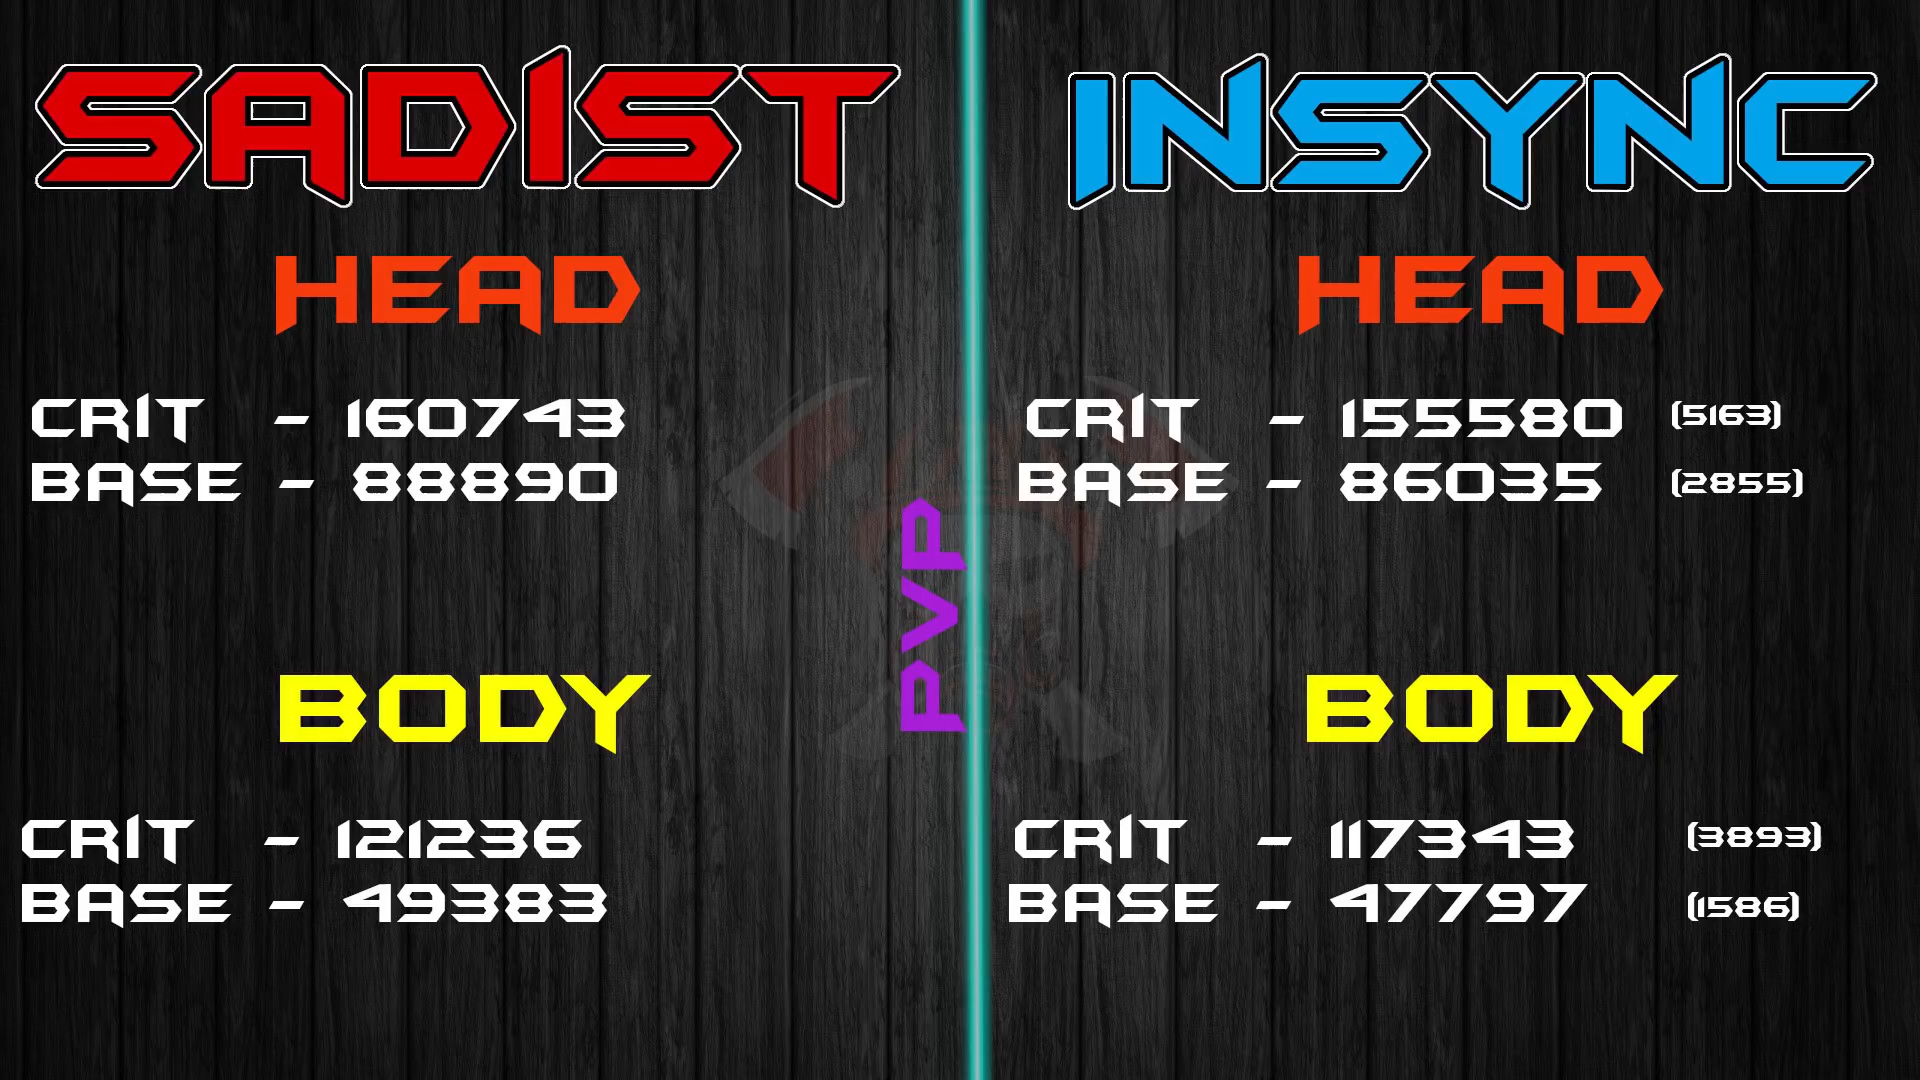 SADIST
HEAD
CRIT - 160743
BASE - 88890
BODY
CRIT - 121236
BASE - 49383
PVP
INSYNC
HEAD
CRIT - 155580 (5163)
BASE - 86035 (2855)
BODY
CRIT - 117343 (3893)
BASE - 47797 (1586)